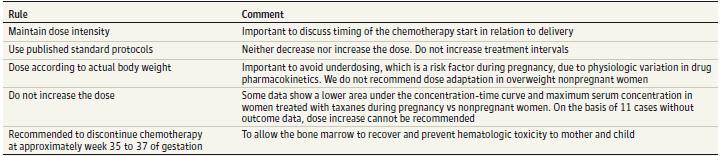 Rule Comment
Maintain dose intensity Important to discuss timing of the chemotherapy start in relation to delivery
Use published standard protocols Neither decrease nor increase the dose. Do not increase treatment intervals
Dose according to actual body weight Important to avoid underdosing, which is a risk factor during pregnancy, due to physiologic variation in drug
pharmacokinetics. We do not recommend dose adaptation in overweight nonpregnant women
Do not increase the dose Some data show a lower area under the concentration-time curve and maximum serum concentration in
women treated with taxanes during pregnancy vs nonpregnant women. On the basis of 11 cases without
outcome data, dose increase cannot be recommended
Recommended to discontinue chemotherapy To allow the bone marrow to recover and prevent hematologic toxicity to mother and child
at approximately week 35 to 37 of gestation